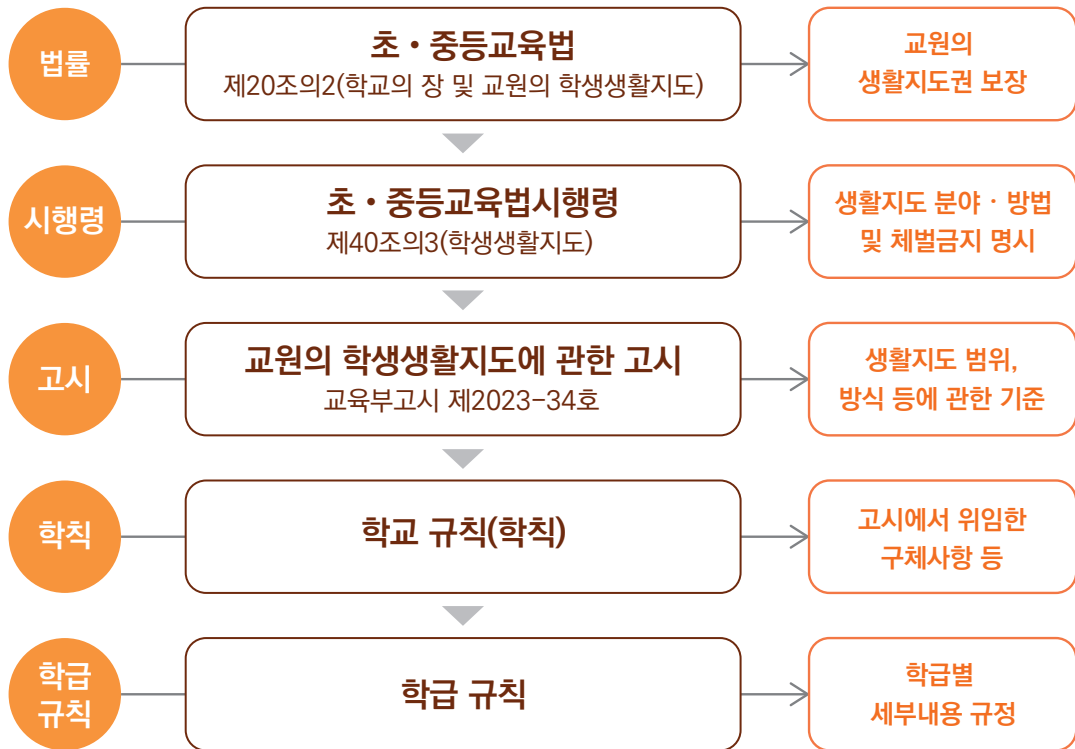 법률
초・중등교육법
제20조의2(학교의 장 및 교원의 학생생활지도)
교원의
생활지도권 보장
시행령
초・중등교육법시행령
제40조의3(학생생활지도)
생활지도 분야・방법
및 체벌금지 명시
고시
교원의 학생생활지도에 관한 고시
교육부고시 제2023-34호
생활지도 범위,
방식 등에 관한 기준
학칙
학교 규칙(학칙)
고시에서 위임한
구체사항 등
학급
규칙
학급 규칙
학급별
세부내용 규정